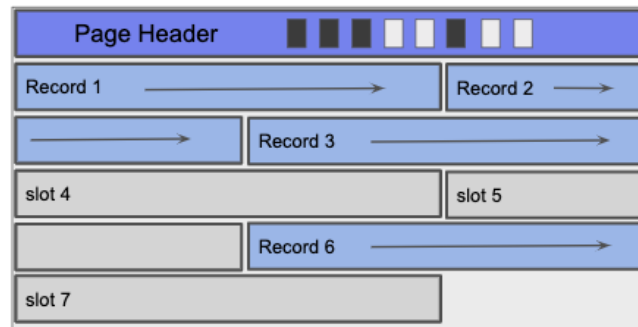 Page Header
Record 1 Record 2
Record 3
slot 4 slot 5
Record 6
slot 7